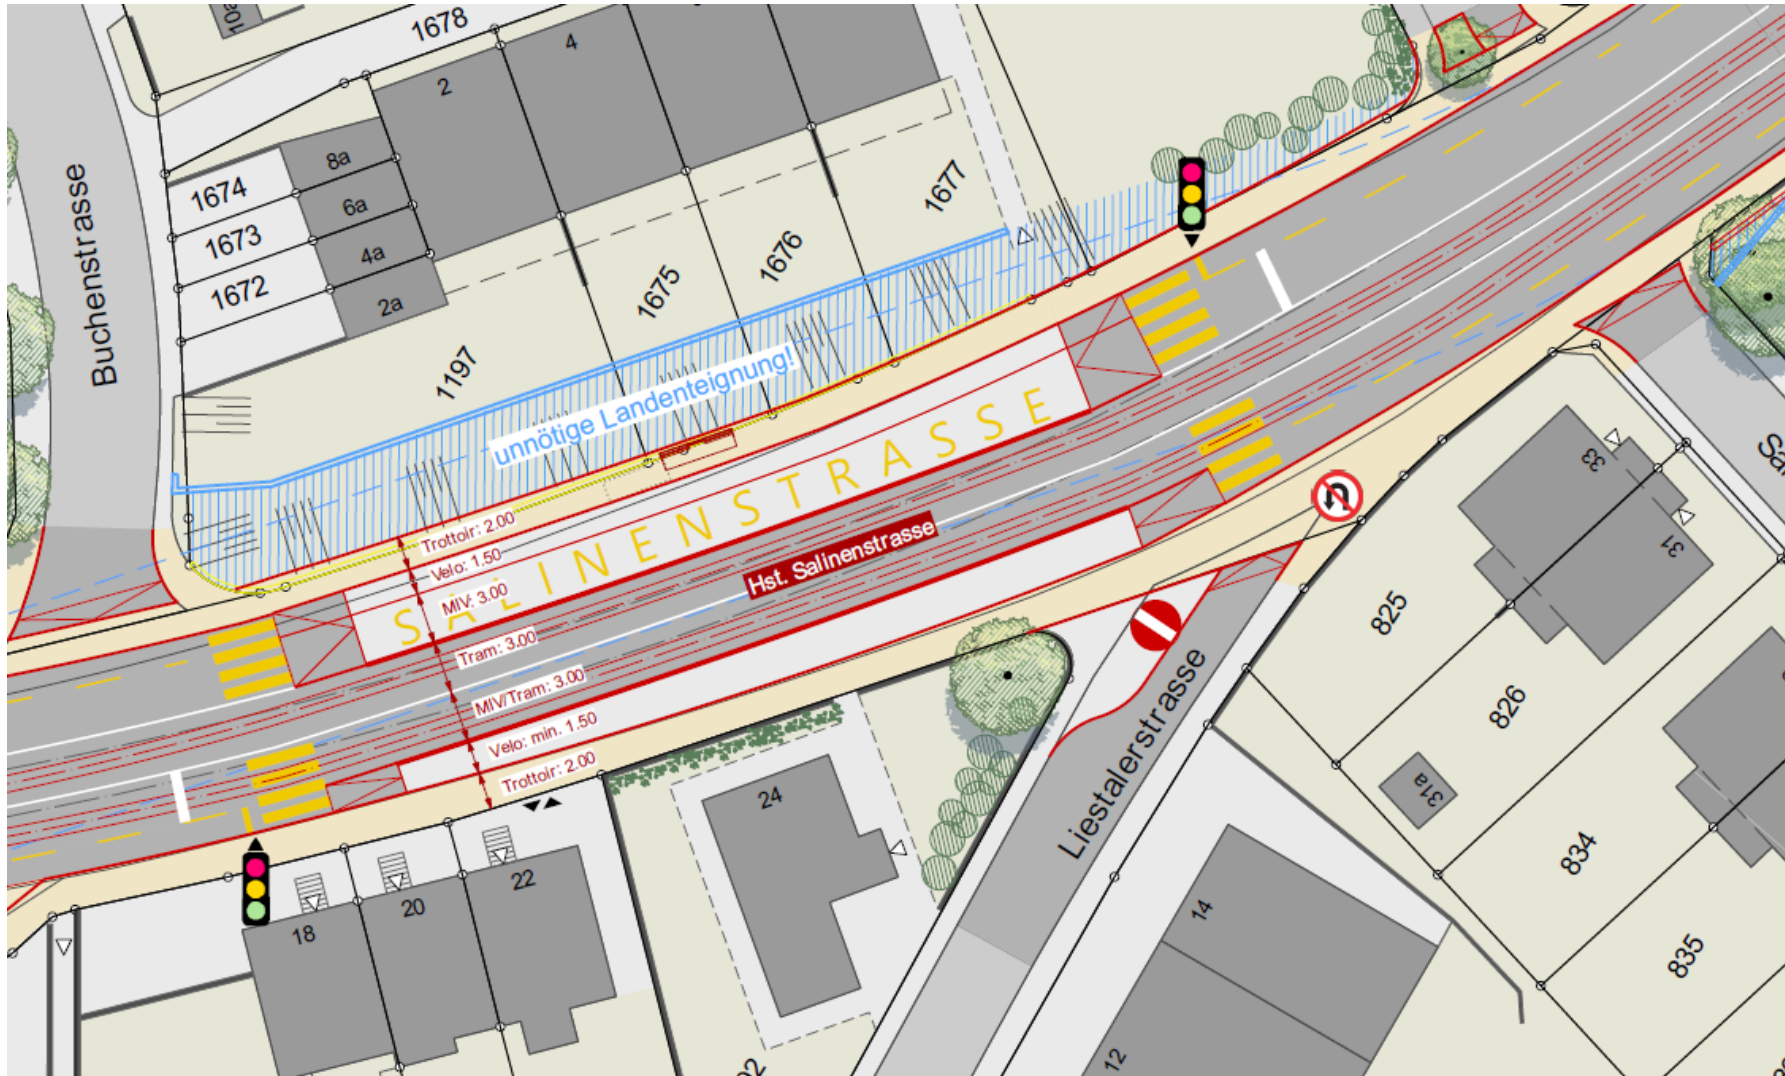 1678
4
2
10a
8a
1674
6a
1673
4a
1672
2a
Buchenstrasse
1677
1676
1675
1197
unnötige Landenteignung!
SALINENSTRASSE
Trottoir: 2.00
Velo: 1.50
MIV: 3.00
Tram: 3.00
MIV/Tram: 3.00
Velo: min. 1.50
Trottoir: 2.00
Hst. Salinenstrasse
33
31
825
826
31a
834
835
Liestalerstrasse
24
22
20
18
14
12